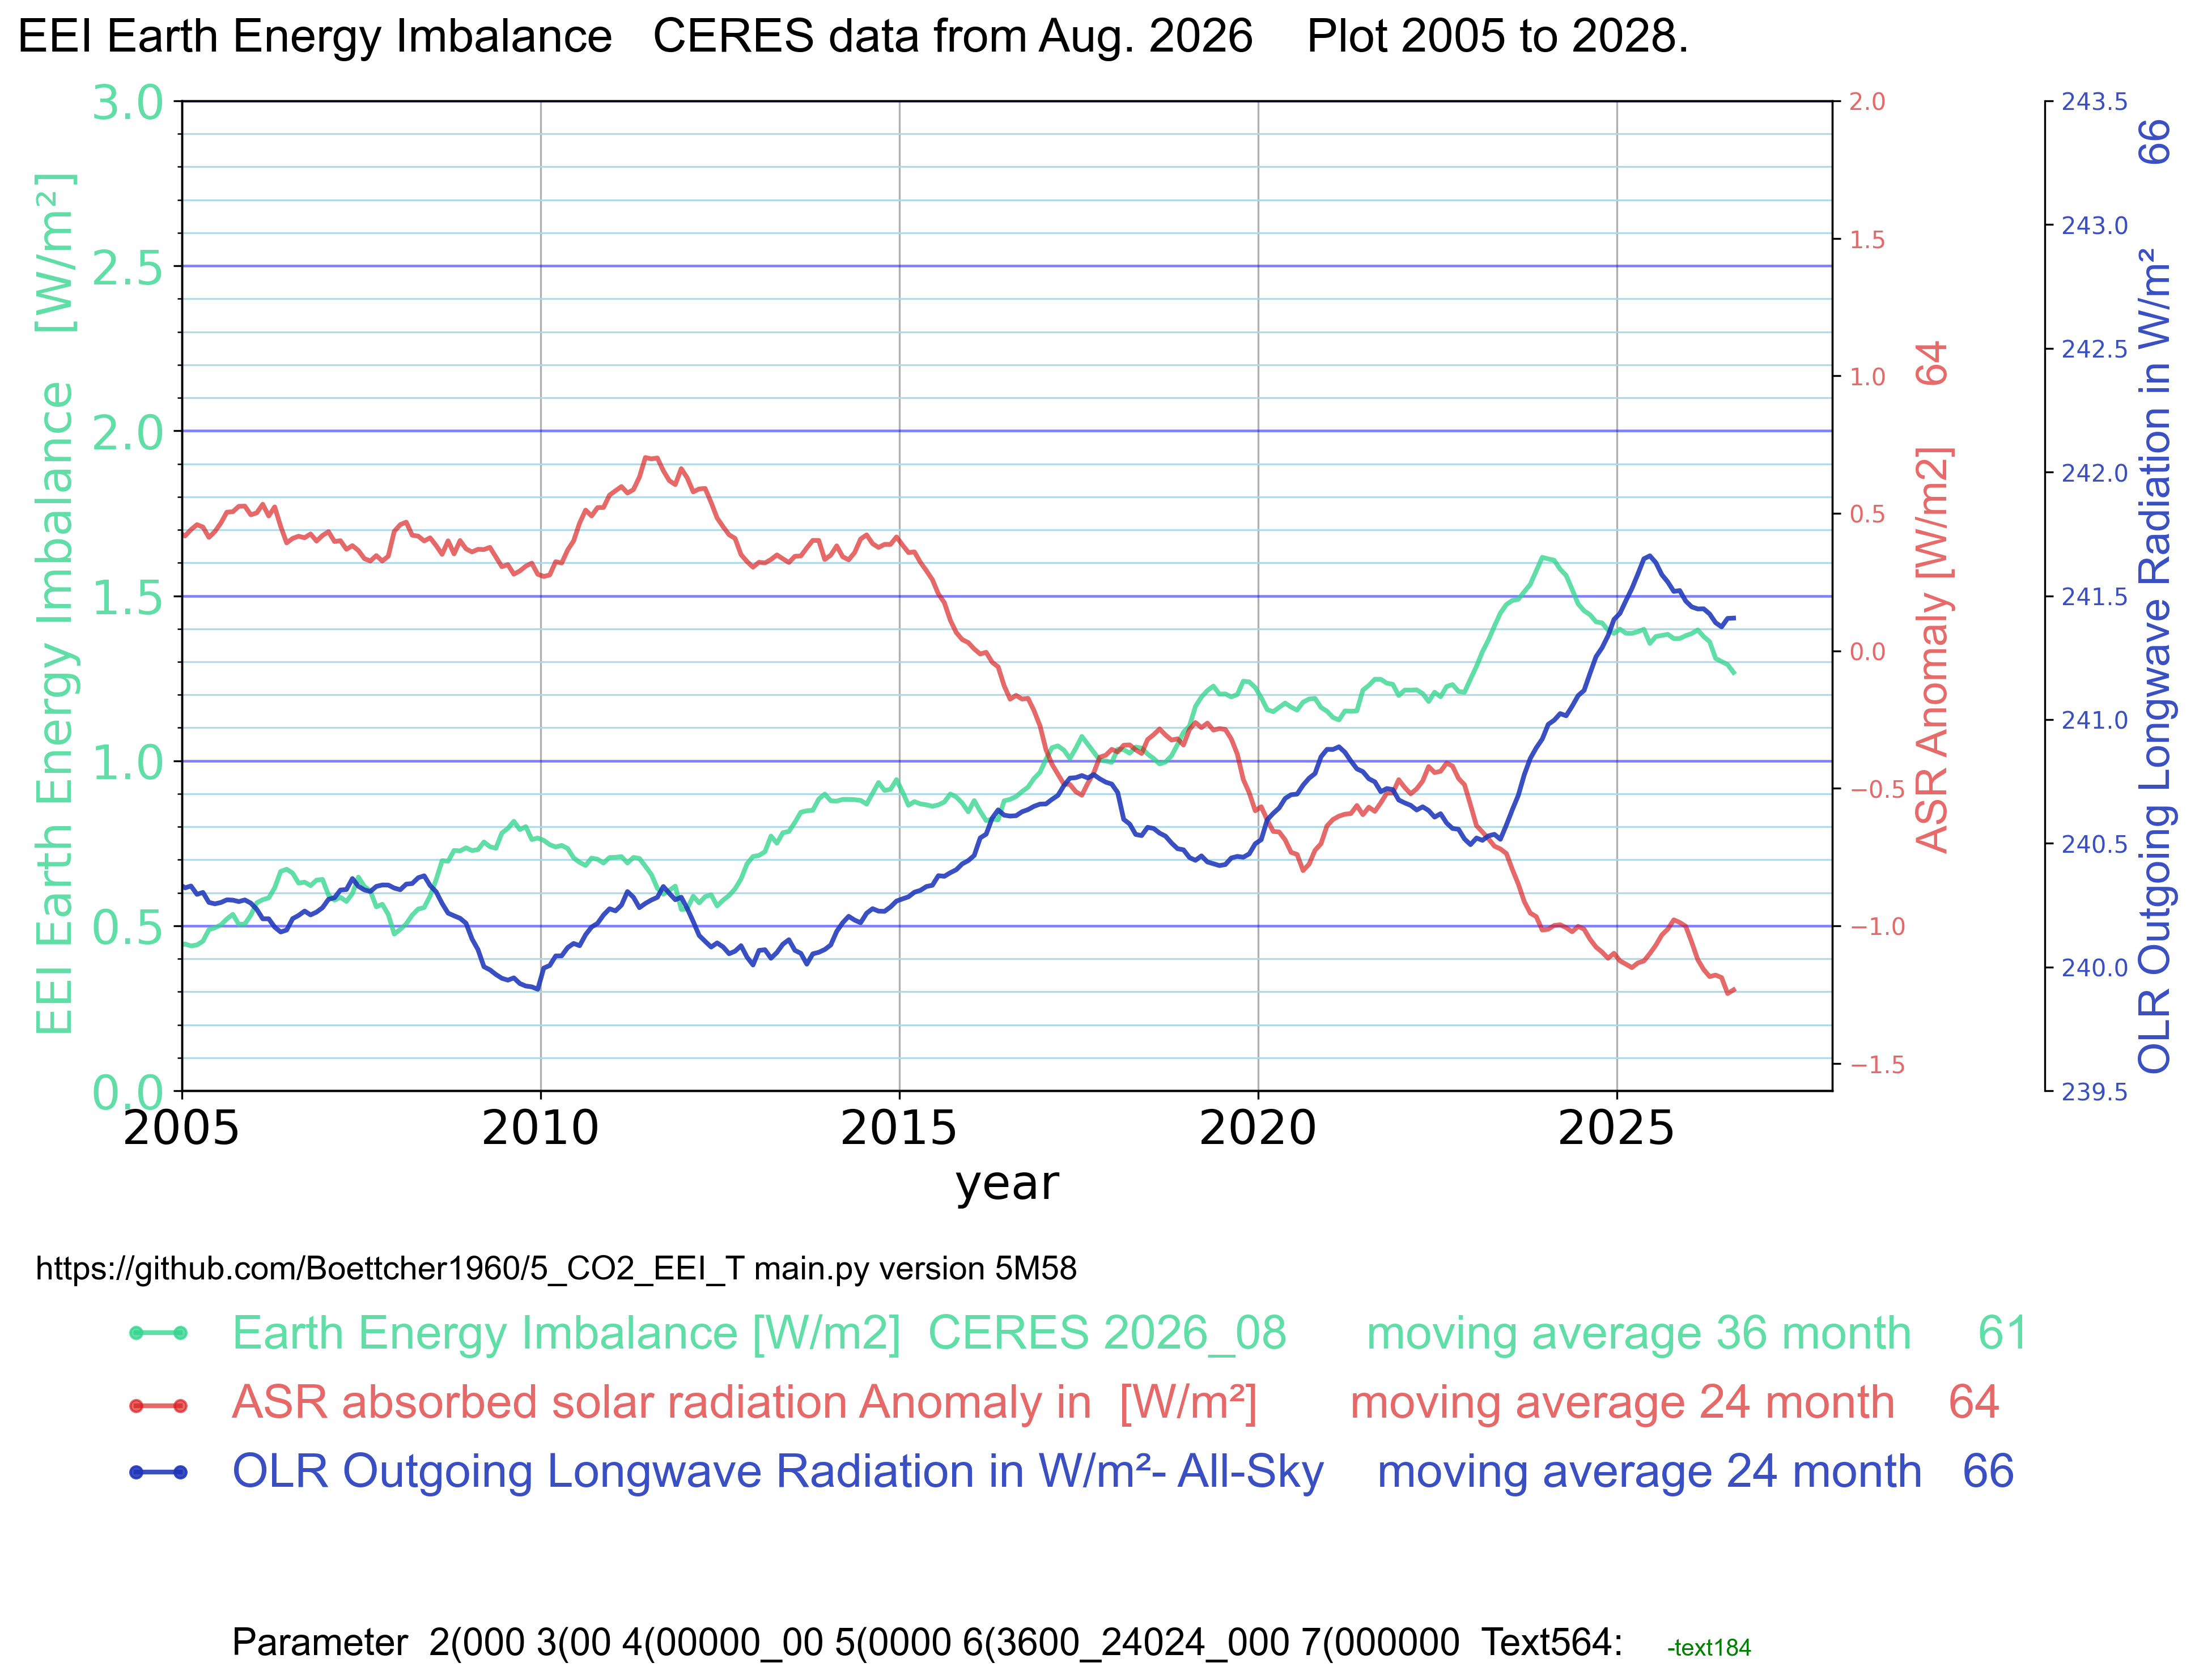 EEI Earth Energy Imbalance   CERES data from Aug. 2026    Plot 2005 to 2028.
EEI Earth Energy Imbalance   [W/m²]
3.0
2.5
2.0
1.5
1.0
0.5
0.0
2.0
1.5
1.0
0.5
0.0
−0.5
−1.0
−1.5
ASR Anomaly [W/m2]    64
243.5
243.0
242.5
242.0
241.5
241.0
240.5
240.0
239.5
OLR Outgoing Longwave Radiation in W/m²    66
2005 2010 2015 2020 2025
year
https://github.com/Boettcher1960/5_CO2_EEI_T main.py version 5M58
Earth Energy Imbalance [W/m2]  CERES 2026_08    moving average 36 month    61
ASR absorbed solar radiation Anomaly in  [W/m²]    moving average 24 month    64
OLR Outgoing Longwave Radiation in W/m²- All-Sky    moving average 24 month    66
Parameter  2(000 3(00 4(00000_00 5(0000 6(3600_24024_000 7(000000  Text564:    -text184